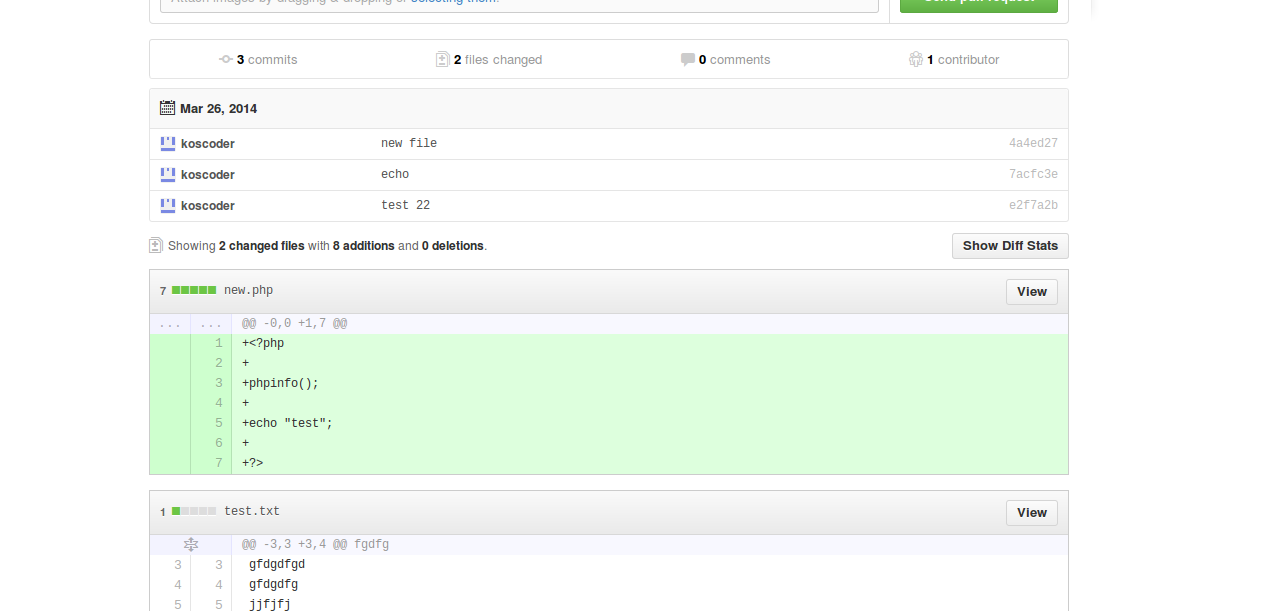 Attach images by dragging & dropping or selecting them.
Send pull request
3 commits
2 files changed
0 comments
1 contributor
Mar 26, 2014
koscoder new file 4a4ed27
koscoder echo 7acfc3e
koscoder test 22 e2f7a2b
Showing 2 changed files with 8 additions and 0 deletions.
Show Diff Stats
7 new.php View
... ... @@ -0,0 +1,7 @@
1 +<?php
2 +
3 +phpinfo();
4 +
5 +echo "test";
6 +
7 +?>
1 test.txt View
@@ -3,3 +3,4 @@ fgdfg
3 3 gfdgdfgd
4 4 gfdgdfg
5 5 jjfjfj